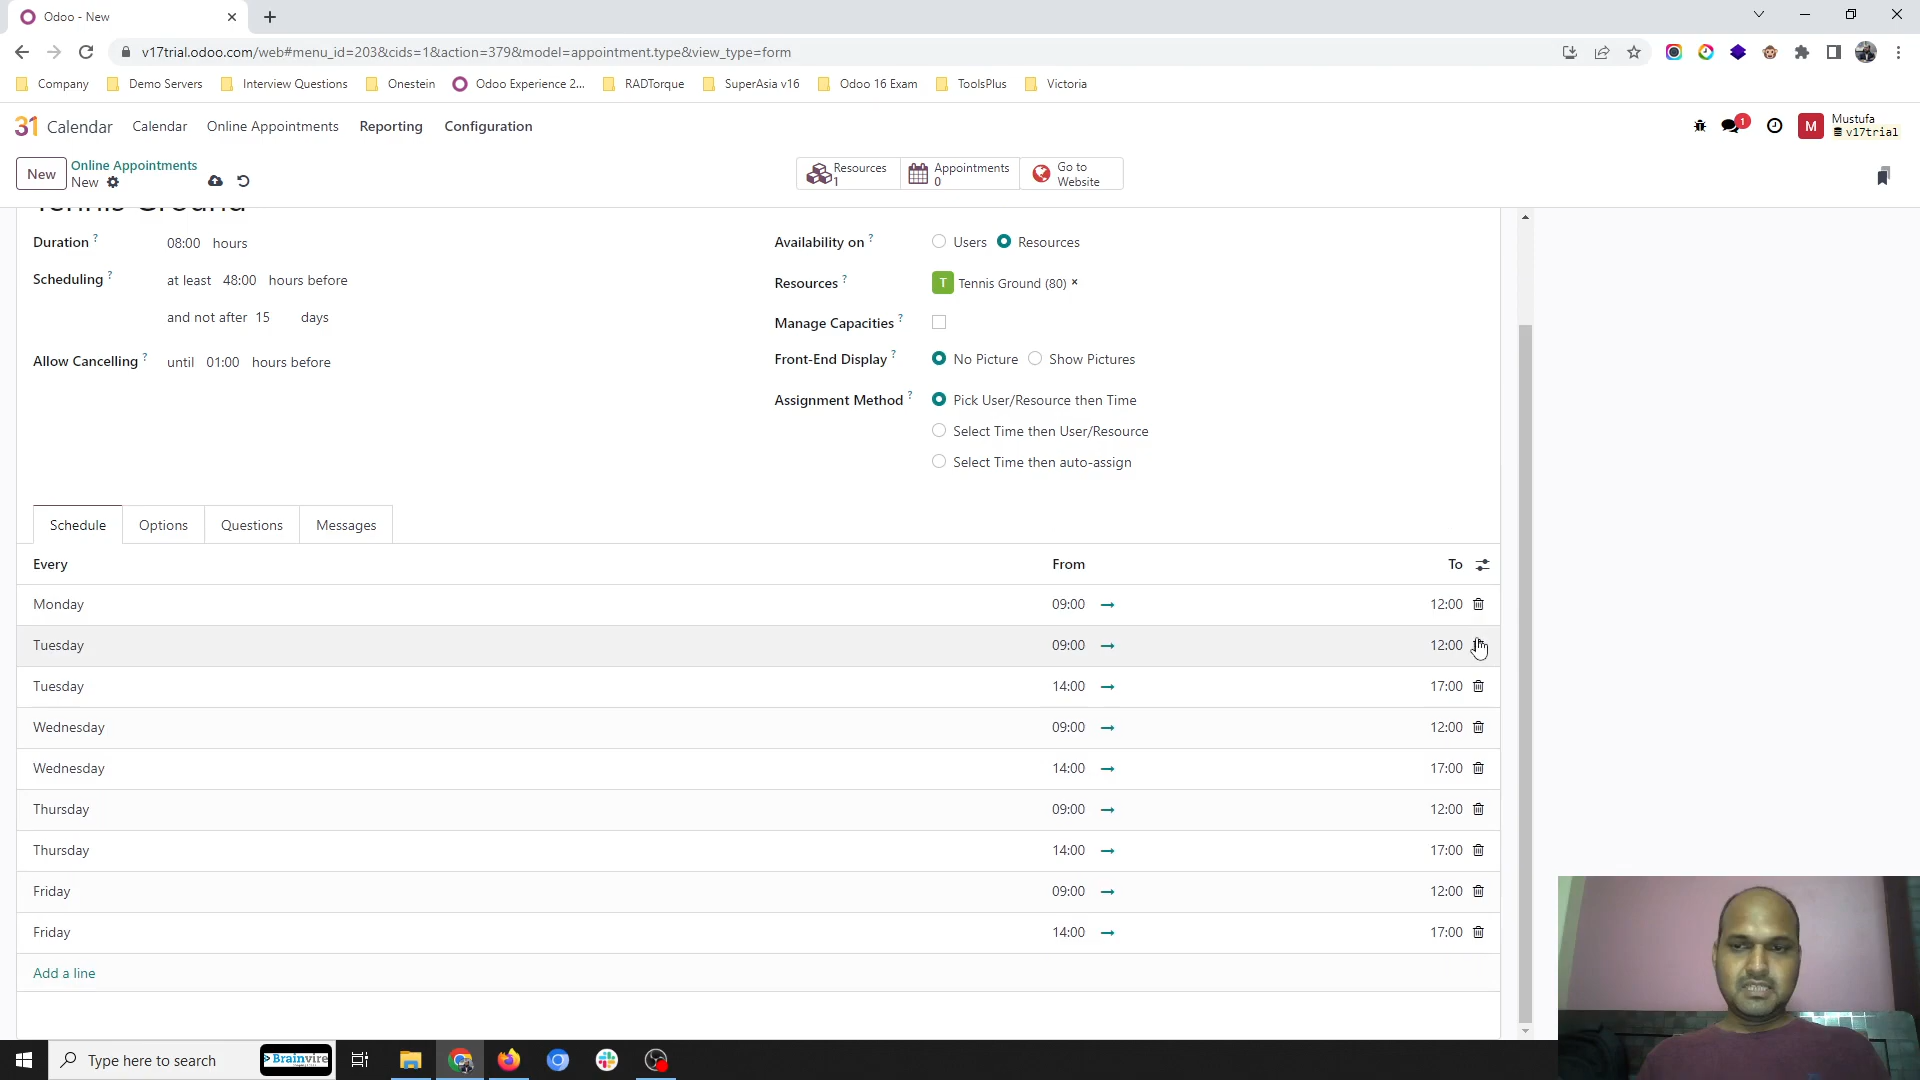 Odoo - New
v17trial.odoo.com/web#menu_id=203&cids=1&action=379&model=appointment.type&view_type=form
Company Demo Servers Interview Questions Onestein Odoo Experience 2... RADTorque SuperAsia v16 Odoo 16 Exam ToolsPlus Victoria
31 Calendar Calendar Online Appointments Reporting Configuration 1 M Mustufa
v17trial
New Online Appointments
New
Resources
1
Appointments
0
Go to
Website
Tennis Ground
Duration ? 08:00 hours
Scheduling ? at least 48:00 hours before
and not after 15 days
Allow Cancelling ? until 01:00 hours before
Availability on ? Users Resources
Resources ? T Tennis Ground (80) ×
Manage Capacities ?
Front-End Display ? No Picture Show Pictures
Assignment Method ? Pick User/Resource then Time
Select Time then User/Resource
Select Time then auto-assign
Schedule Options Questions Messages
Every From To
Monday 09:00 → 12:00
Tuesday 09:00 → 12:00
Tuesday 14:00 → 17:00
Wednesday 09:00 → 12:00
Wednesday 14:00 → 17:00
Thursday 09:00 → 12:00
Thursday 14:00 → 17:00
Friday 09:00 → 12:00
Friday 14:00 → 17:00
Add a line
Type here to search Brainvire